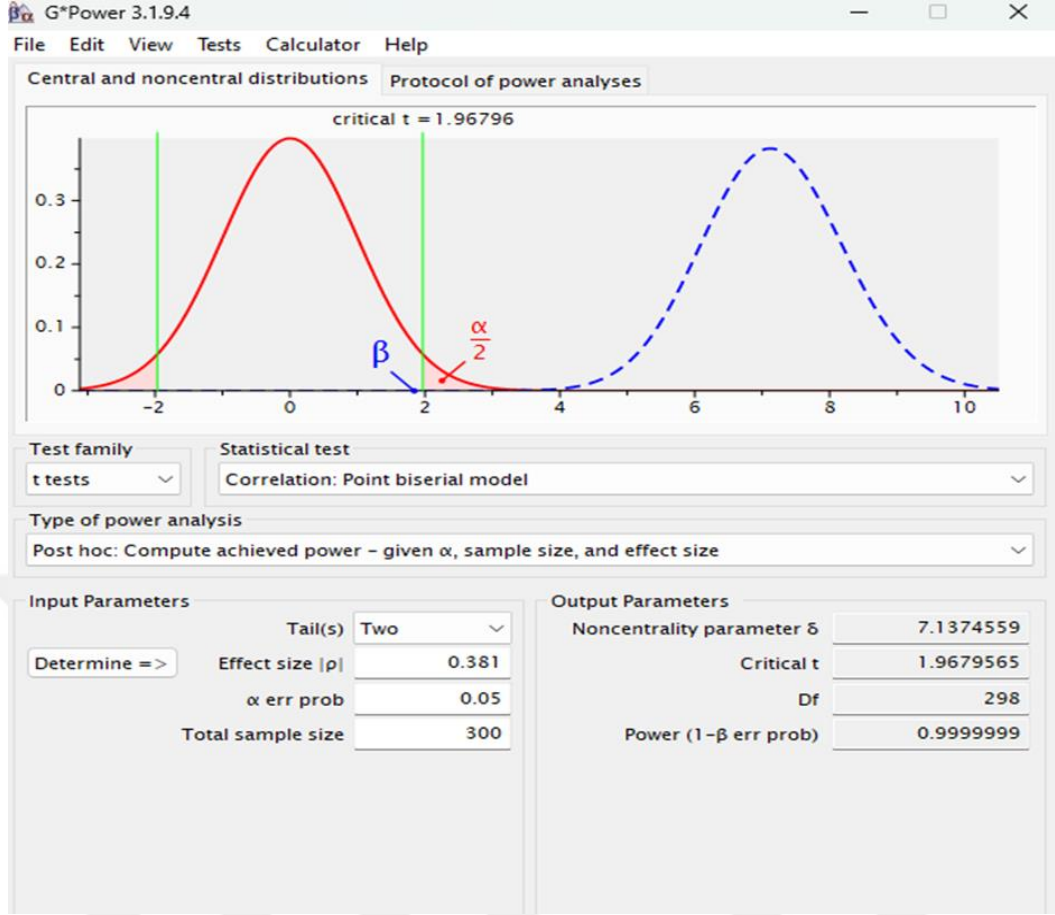 βα G*Power 3.1.9.4
File Edit View Tests Calculator Help
Central and noncentral distributions Protocol of power analyses
critical t = 1.96796
0.3
0.2
0.1
0
β
α
2
-2 0 2 4 6 8 10
Test family Statistical test
t tests Correlation: Point biserial model
Type of power analysis
Post hoc: Compute achieved power – given α, sample size, and effect size
Input Parameters Output Parameters
Tail(s) Two Noncentrality parameter δ 7.1374559
Determine => Effect size |ρ| 0.381 Critical t 1.9679565
α err prob 0.05 Df 298
Total sample size 300 Power (1-β err prob) 0.9999999